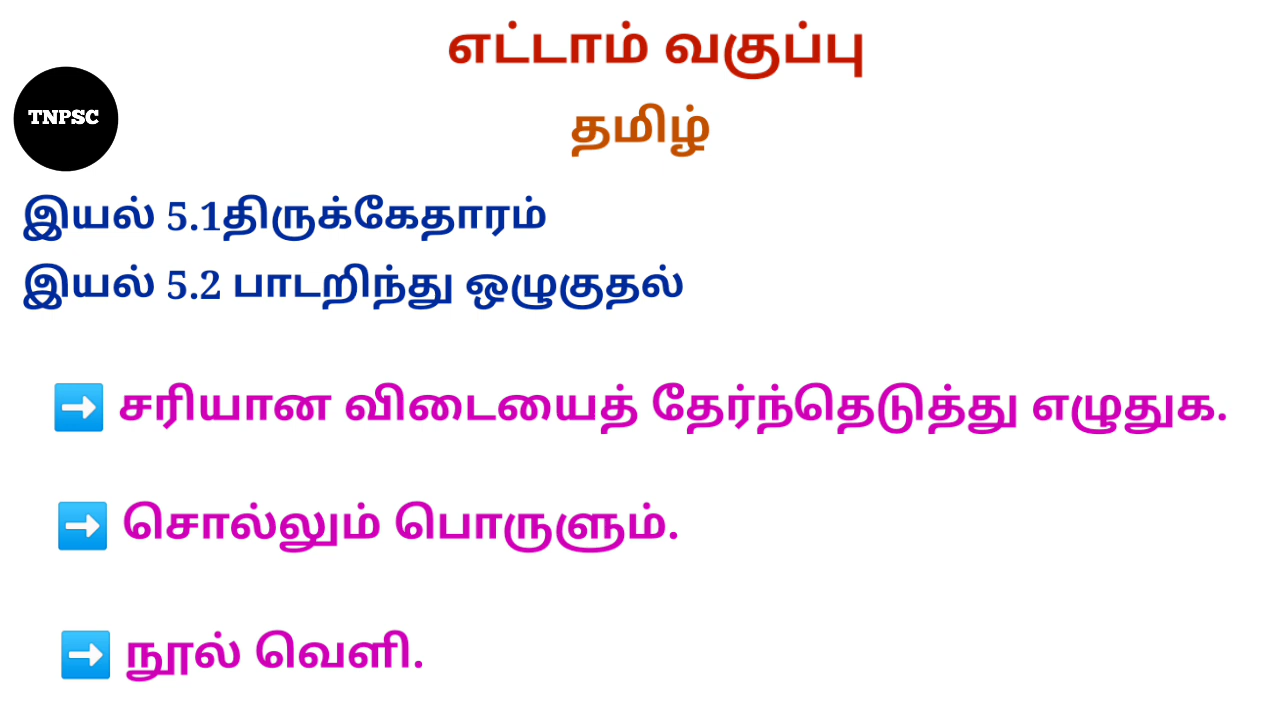 எட்டாம் வகுப்பு
தமிழ்
TNPSC
இயல் 5.1திருக்கேதாரம்
இயல் 5.2 பாடறிந்து ஒழுகுதல்
➡️ சரியான விடையைத் தேர்ந்தெடுத்து எழுதுக.
➡️ சொல்லும் பொருளும்.
➡️ நூல் வெளி.